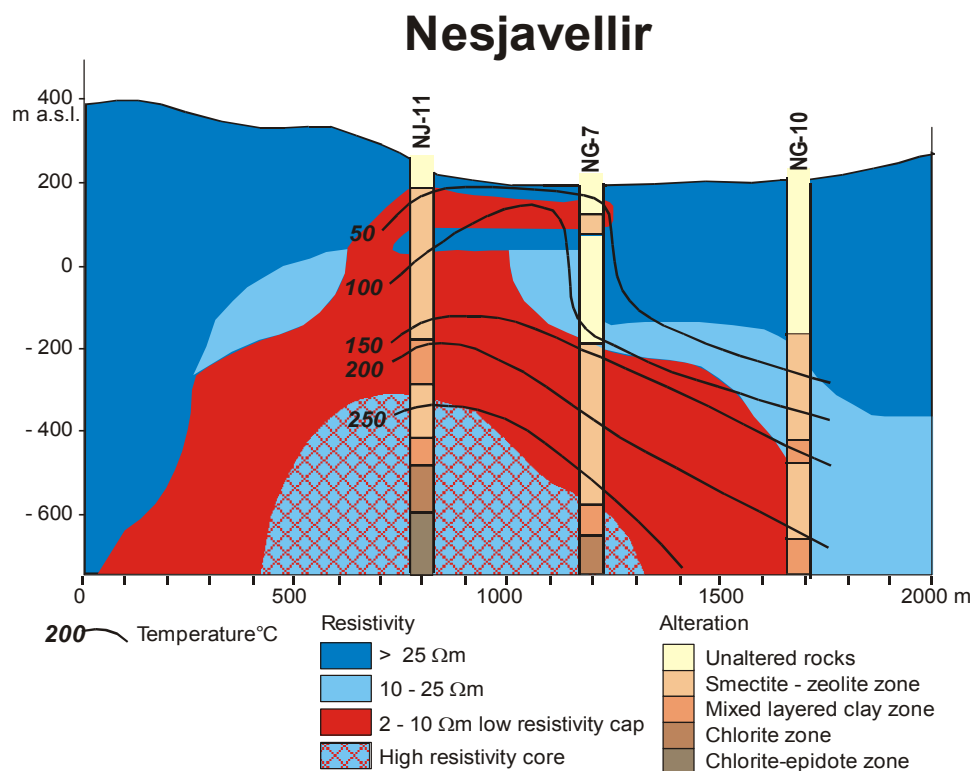 Nesjavellir
400
m a.s.l.
200
0
- 200
- 400
- 600
NJ-11
NG-7
NG-10
50
100
150
200
250
0
500
1000
1500
2000 m
200 Temperature°C
Resistivity
> 25 Ωm
10 - 25 Ωm
2 - 10 Ωm low resistivity cap
High resistivity core
Alteration
Unaltered rocks
Smectite - zeolite zone
Mixed layered clay zone
Chlorite zone
Chlorite-epidote zone